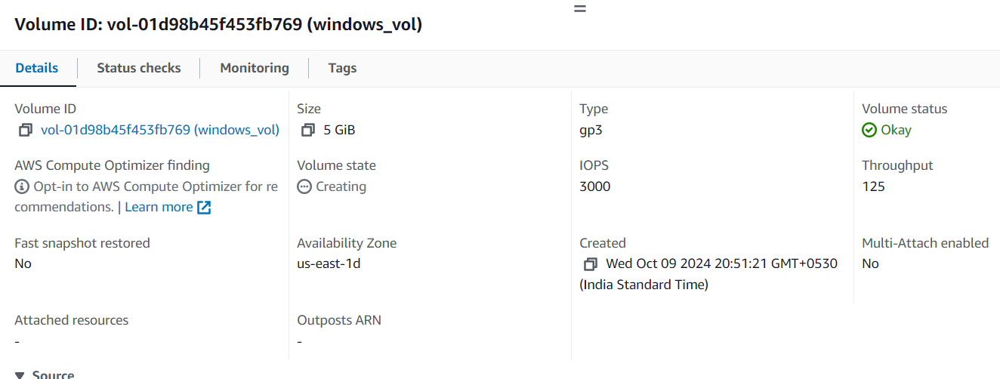 Volume ID: vol-01d98b45f453fb769 (windows_vol)
Details
Status checks
Monitoring
Tags
Volume ID
vol-01d98b45f453fb769 (windows_vol)
Size
5 GiB
Type
gp3
Volume status
Okay
AWS Compute Optimizer finding
Opt-in to AWS Compute Optimizer for re
commendations. | Learn more
Volume state
Creating
IOPS
3000
Throughput
125
Fast snapshot restored
No
Availability Zone
us-east-1d
Created
Wed Oct 09 2024 20:51:21 GMT+0530
(India Standard Time)
Multi-Attach enabled
No
Attached resources
-
Outposts ARN
-
Source